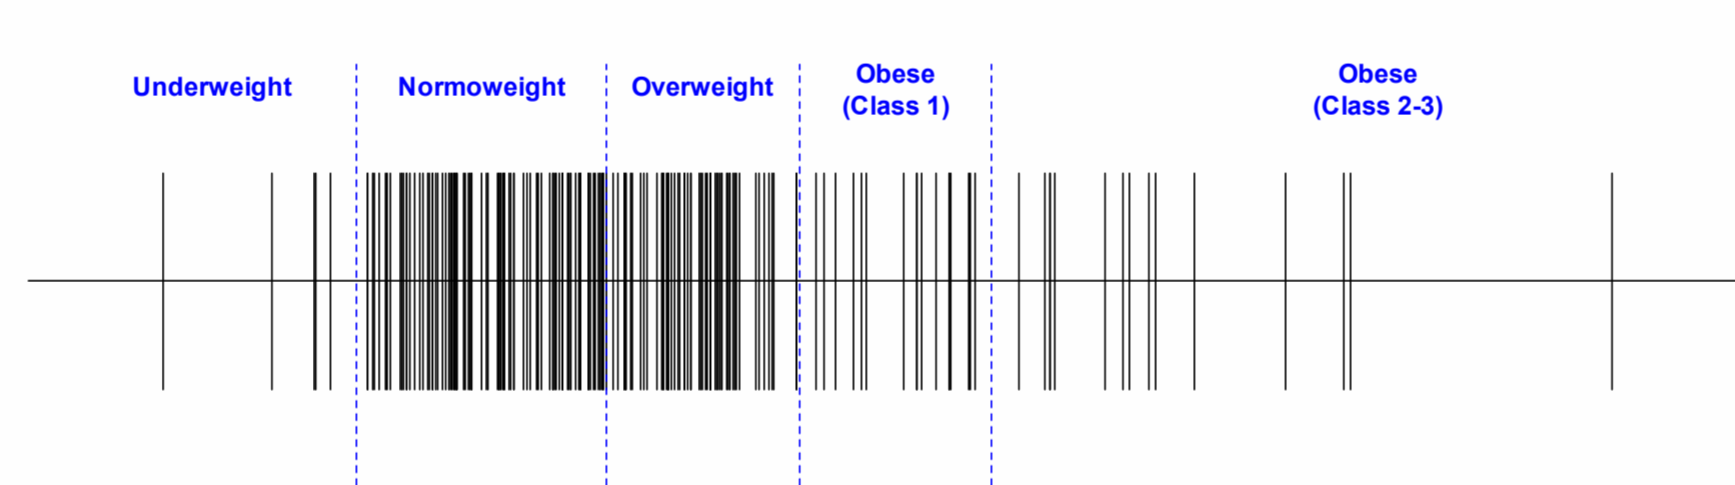 Underweight
Normoweight
Overweight
Obese
(Class 1)
Obese
(Class 2-3)